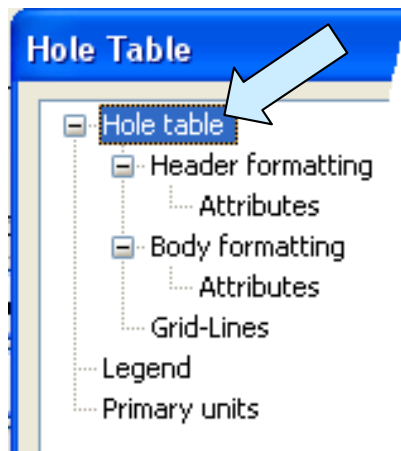 Hole Table
Hole table
Header formatting
Attributes
Body formatting
Attributes
Grid-Lines
Legend
Primary units